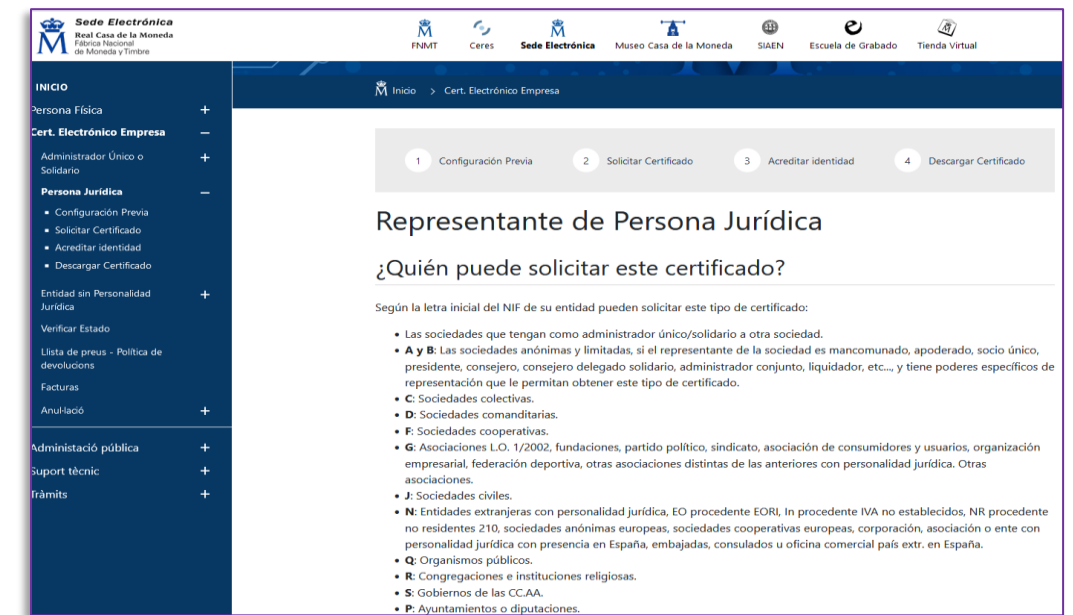 Sede Electrónica
Real Casa de la Moneda
Fábrica Nacional
de Moneda y Timbre
FNMT
Ceres
Sede Electrónica
Museo Casa de la Moneda
SIAEN
Escuela de Grabado
Tienda Virtual
INICIO
Persona Física +
Cert. Electrónico Empresa –
Administrador Único o +
Solidario
Persona Jurídica –
Configuración Previa
Solicitar Certificado
Acreditar identidad
Descargar Certificado
Entidad sin Personalidad +
Jurídica
Verificar Estado
Llista de preus - Política de
devolucions
Facturas
Anul·lació +
Administació pública +
Suport tècnic +
Tràmits +
Inicio > Cert. Electrónico Empresa
1 Configuración Previa
2 Solicitar Certificado
3 Acreditar identidad
4 Descargar Certificado
Representante de Persona Jurídica
¿Quién puede solicitar este certificado?
Según la letra inicial del NIF de su entidad pueden solicitar este tipo de certificado:
• Las sociedades que tengan como administrador único/solidario a otra sociedad.
• A y B: Las sociedades anónimas y limitadas, si el representante de la sociedad es mancomunado, apoderado, socio único,
presidente, consejero, consejero delegado solidario, administrador conjunto, liquidador, etc..., y tiene poderes específicos de
representación que le permitan obtener este tipo de certificado.
• C: Sociedades colectivas.
• D: Sociedades comanditarias.
• F: Sociedades cooperativas.
• G: Asociaciones L.O. 1/2002, fundaciones, partido político, sindicato, asociación de consumidores y usuarios, organización
empresarial, federación deportiva, otras asociaciones distintas de las anteriores con personalidad jurídica. Otras
asociaciones.
• J: Sociedades civiles.
• N: Entidades extranjeras con personalidad jurídica, EO procedente EORI, In procedente IVA no establecidos, NR procedente
no residentes 210, sociedades anónimas europeas, sociedades cooperativas europeas, corporación, asociación o ente con
personalidad jurídica con presencia en España, embajadas, consulados u oficina comercial país extr. en España.
• Q: Organismos públicos.
• R: Congregaciones e instituciones religiosas.
• S: Gobiernos de las CC.AA.
• P: Ayuntamientos o diputaciones.